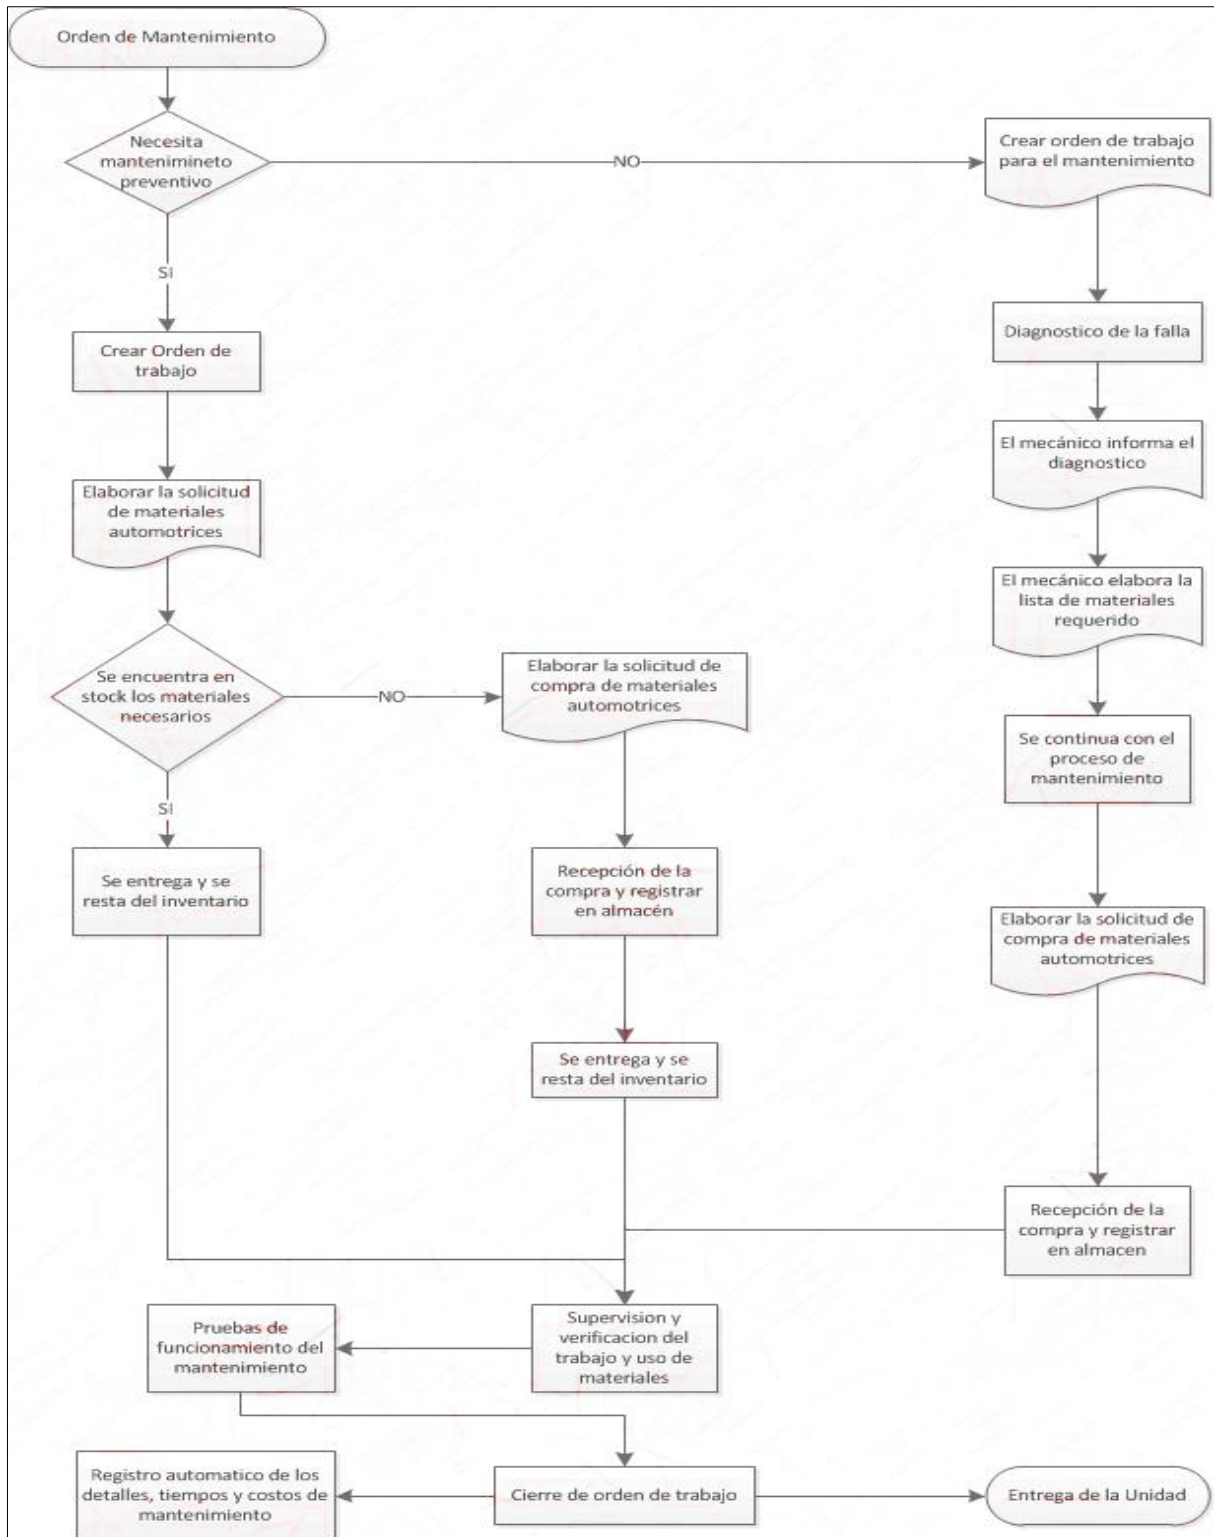 Orden de Mantenimiento
Necesita
mantenimineto
preventivo
NO
Crear orden de trabajo
para el mantenimiento
SI
Crear Orden de
trabajo
Diagnostico de la falla
El mecánico informa el
diagnostico
Elaborar la solicitud
de materiales
automotrices
El mecánico elabora la
lista de materiales
requerido
Se encuentra en
stock los materiales
necesarios
NO
Elaborar la solicitud de
compra de materiales
automotrices
Se continua con el
proceso de
mantenimiento
SI
Se entrega y se
resta del inventario
Recepción de la
compra y registrar
en almacén
Elaborar la solicitud de
compra de materiales
automotrices
Se entrega y se
resta del inventario
Recepción de la
compra y registrar
en almacen
Pruebas de
funcionamiento del
mantenimiento
Supervision y
verificacion del
trabajo y uso de
materiales
Registro automatico de los
detalles, tiempos y costos de
mantenimiento
Cierre de orden de trabajo
Entrega de la Unidad